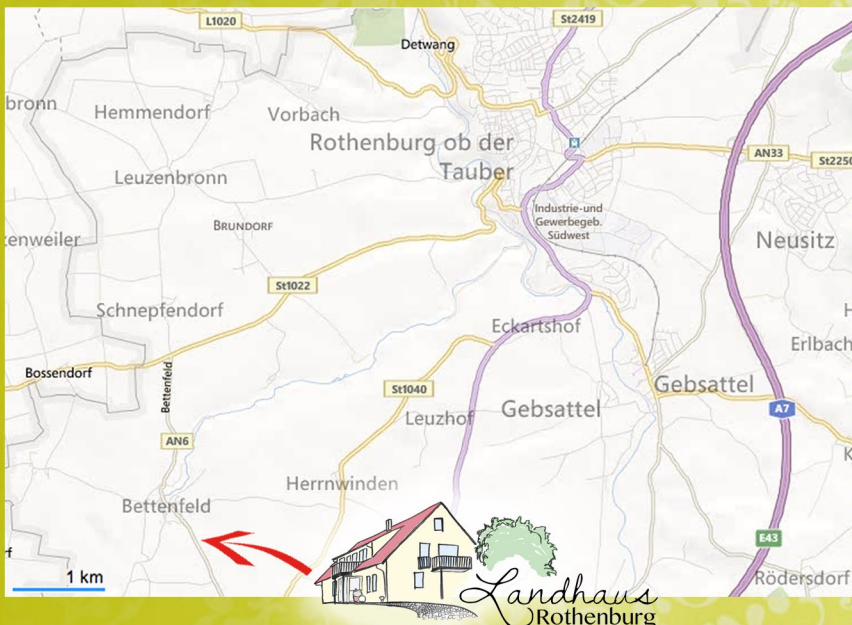 L1020
St2419
Detwang
bronn
Hemmendorf
Vorbach
Rothenburg ob der
Tauber
AN33
St2250
Leuzenbronn
Industrie-und
Gewerbegeb.
Südwest
BRUNDORF
zenweiler
Neusitz
St1022
Schnepfendorf
Eckartshof
H
Erlbach
Bossendorf
Bettenfeld
St1040
Gebsattel
Leuzhof
Gebsattel
A7
AN6
K
Herrnwinden
Bettenfeld
E43
rf
1 km
Rödersdorf
Landhaus
Rothenburg